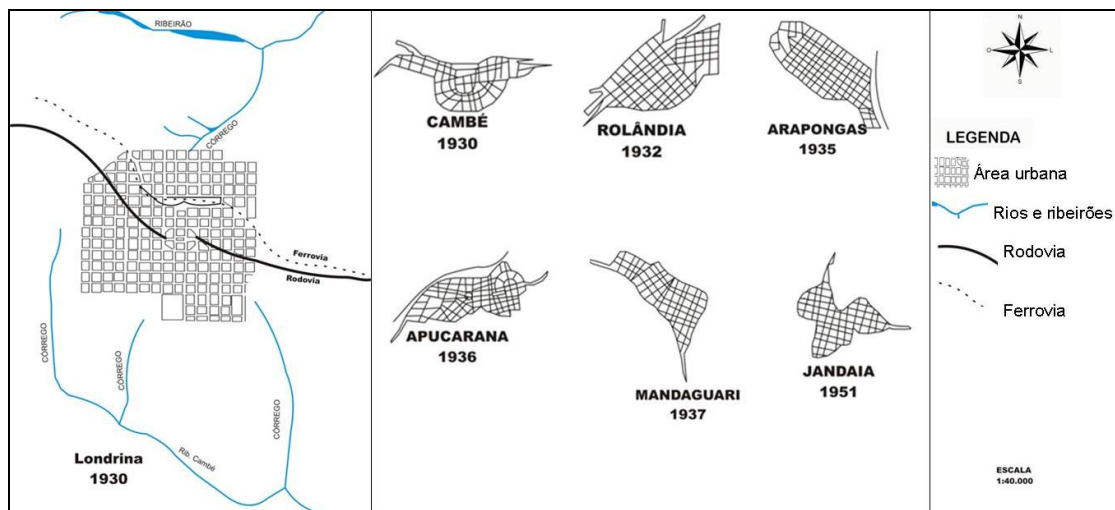 RIBEIRÃO
CÓRREGO
Ferrovia
Rodovia
CÓRREGO
CÓRREGO
CÓRREGO
Rib. Cambé
Londrina
1930
CAMBÉ
1930
ROLÂNDIA
1932
ARAPONGAS
1935
APUCARANA
1936
MANDAGUARI
1937
JANDAIA
1951
N
O
L
S
LEGENDA
Área urbana
Rios e ribeirões
Rodovia
Ferrovia
ESCALA
1:40.000